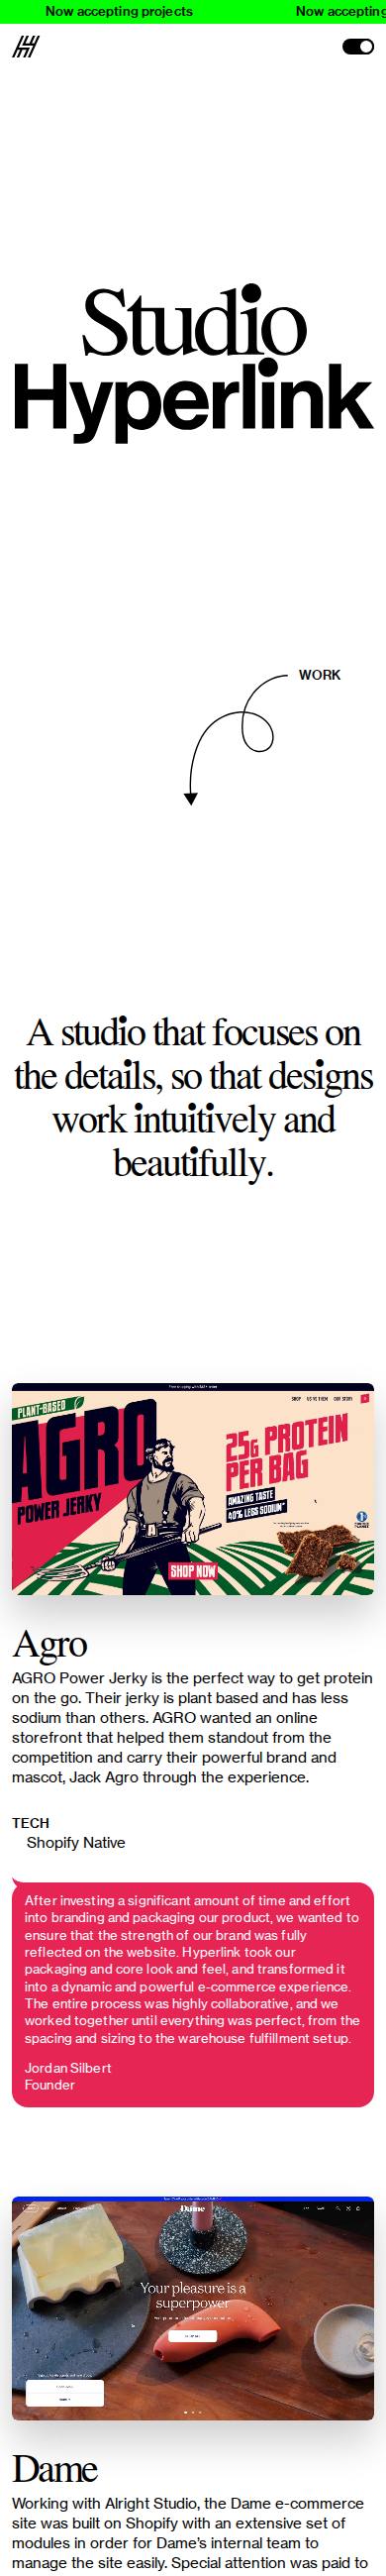 Now accepting projects
Now accepting
Studio
Hyperlink
WORK
A studio that focuses on
the details, so that designs
work intuitively and
beautifully.
PLANT-BASED
AGRO
POWER JERKY
SHOP
OUR STORY
25G PROTEIN
PER BAG
AMAZING TASTE
40% LESS SODIUM*
SHOP NOW
Agro
AGRO Power Jerky is the perfect way to get protein
on the go. Their jerky is plant based and has less
sodium than others. AGRO wanted an online
storefront that helped them standout from the
competition and carry their powerful brand and
mascot, Jack Agro through the experience.
TECH
Shopify Native
After investing a significant amount of time and effort
into branding and packaging our product, we wanted to
ensure that the strength of our brand was fully
reflected on the website. Hyperlink took our
packaging and core look and feel, and transformed it
into a dynamic and powerful e-commerce experience.
The entire process was highly collaborative, and we
worked together until everything was perfect, from the
spacing and sizing to the warehouse fulfillment setup.
Jordan Silbert
Founder
Dame
Your pleasure is a
superpower
Dame
Working with Alright Studio, the Dame e-commerce
site was built on Shopify with an extensive set of
modules in order for Dame's internal team to
manage the site easily. Special attention was paid to